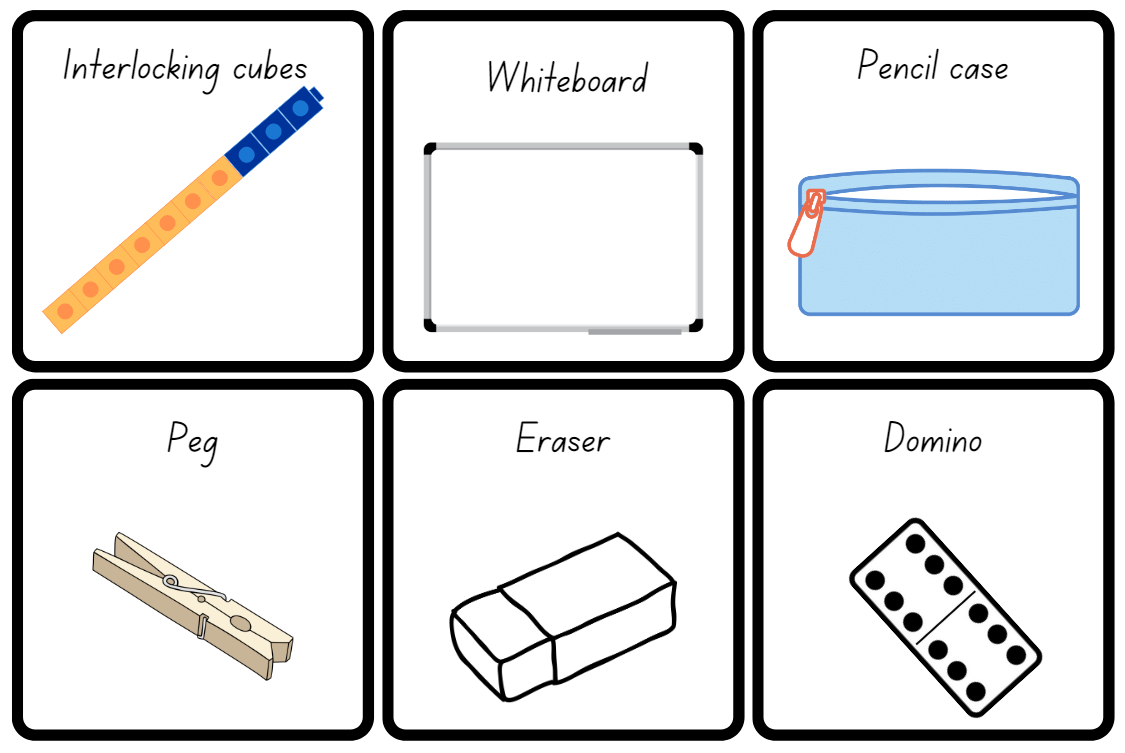 Interlocking cubes
Whiteboard
Pencil case
Peg
Eraser
Domino